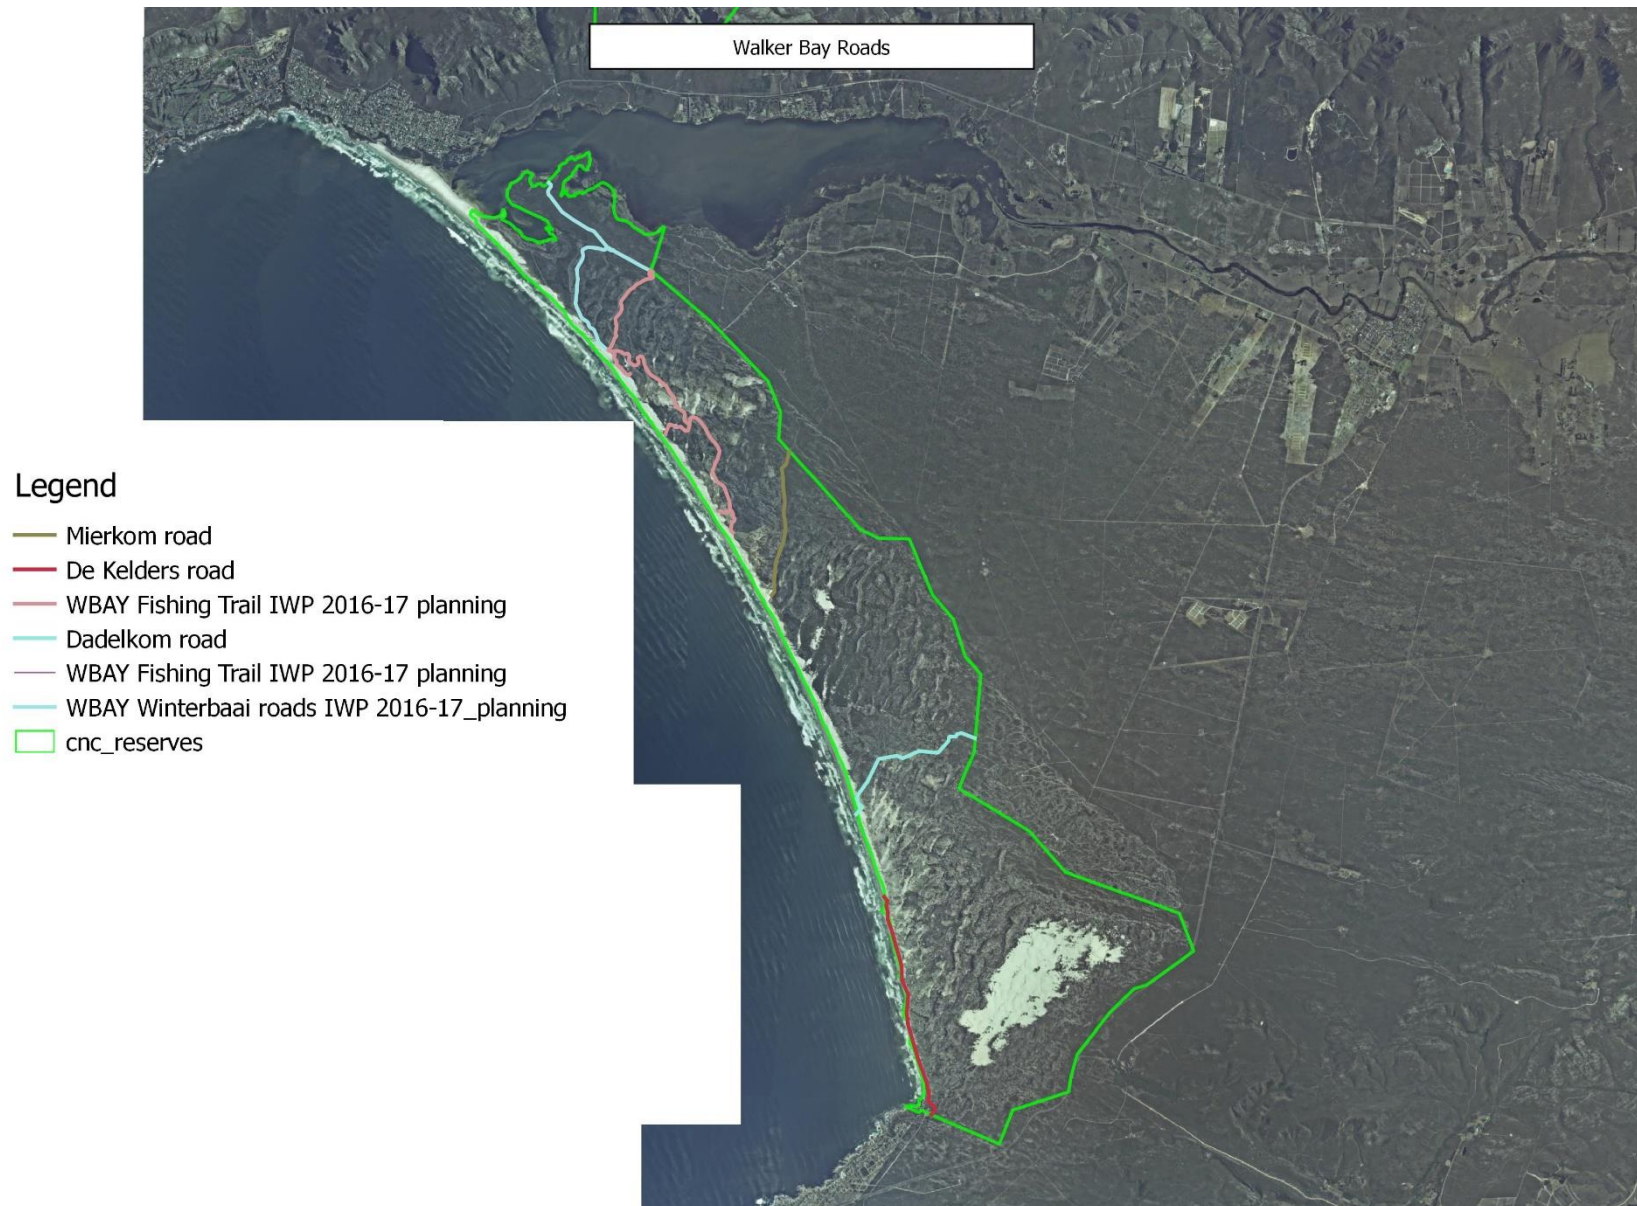 Walker Bay Roads
Legend
Mierkom road
De Kelders road
WBAY Fishing Trail IWP 2016-17 planning
Dadelkom road
WBAY Fishing Trail IWP 2016-17 planning
WBAY Winterbaai roads IWP 2016-17_planning
cnc_reserves